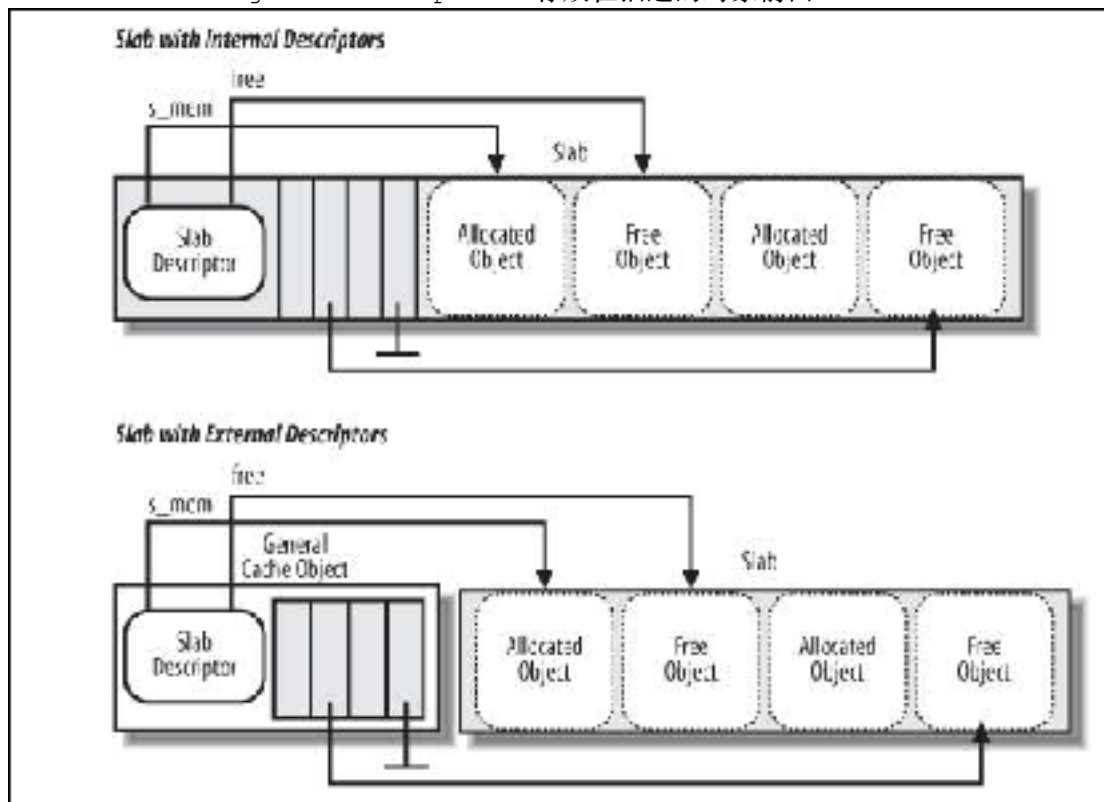 Slab with Internal Descriptors
free
s_mem
Slab
Slab
Descriptor
Allocated
Object
Free
Object
Allocated
Object
Free
Object
Slab with External Descriptors
free
s_mem
General
Cache Object
Slab
Slab
Descriptor
Allocated
Object
Free
Object
Allocated
Object
Free
Object